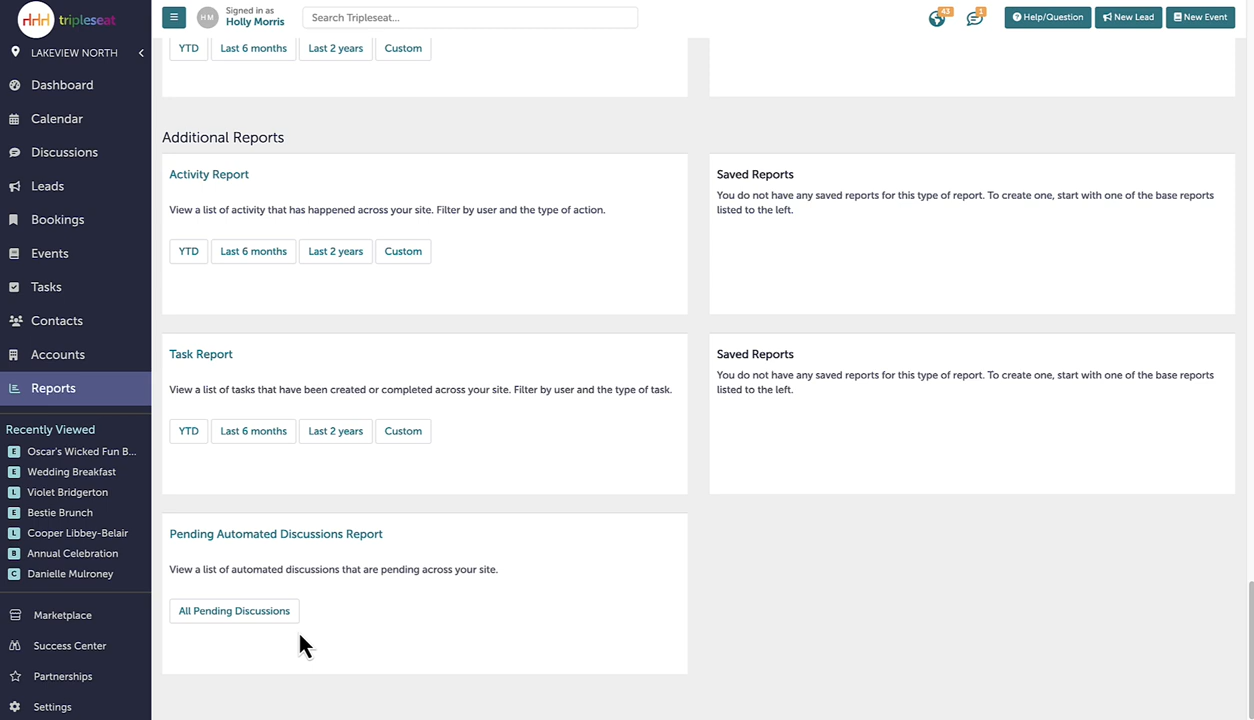 tripleseat
Signed in as
HM
Holly Morris
Search Tripleseat...
43
1
Help/Question
New Lead
New Event
LAKEVIEW NORTH
Dashboard
Calendar
Discussions
Leads
Bookings
Events
Tasks
Contacts
Accounts
Reports
Recently Viewed
E Oscar's Wicked Fun B...
E Wedding Breakfast
L Violet Bridgerton
E Bestie Brunch
L Cooper Libbey-Belair
B Annual Celebration
C Danielle Mulroney
Marketplace
Success Center
Partnerships
Settings
YTD Last 6 months Last 2 years Custom
Additional Reports
Activity Report
View a list of activity that has happened across your site. Filter by user and the type of action.
YTD Last 6 months Last 2 years Custom
Saved Reports
You do not have any saved reports for this type of report. To create one, start with one of the base reports
listed to the left.
Task Report
View a list of tasks that have been created or completed across your site. Filter by user and the type of task.
YTD Last 6 months Last 2 years Custom
Saved Reports
You do not have any saved reports for this type of report. To create one, start with one of the base reports
listed to the left.
Pending Automated Discussions Report
View a list of automated discussions that are pending across your site.
All Pending Discussions